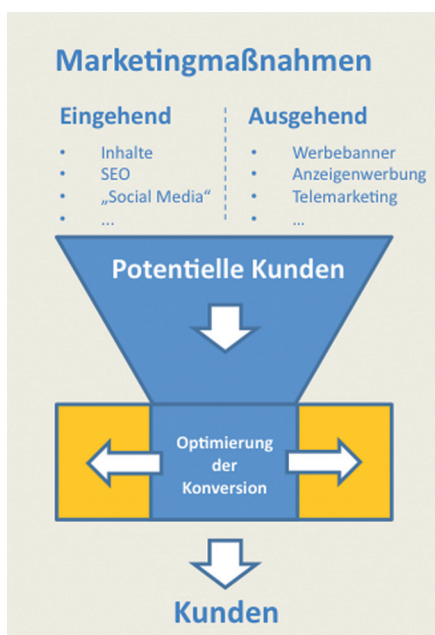 Marketingmaßnahmen
Eingehend
• Inhalte
• SEO
• „Social Media“
• ...
Ausgehend
• Werbebanner
• Anzeigenwerbung
• Telemarketing
• ...
Potentielle Kunden
Optimierung
der
Konversion
Kunden